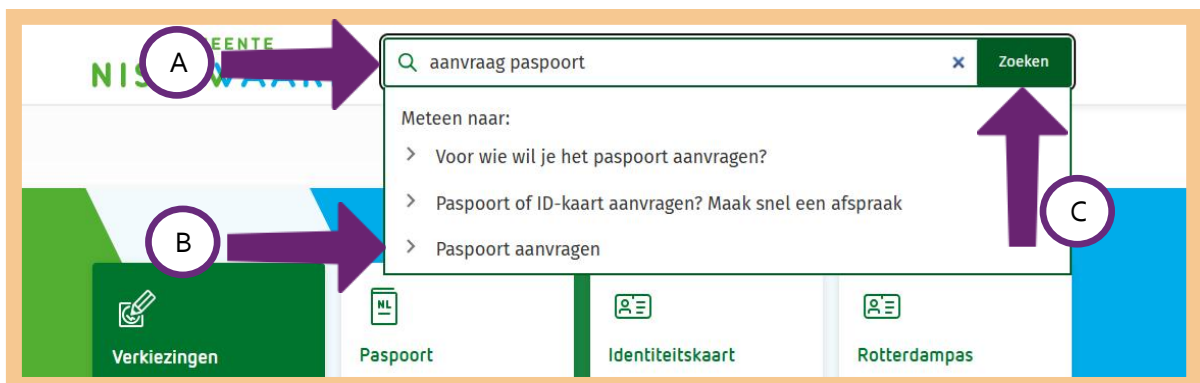 EENTE
A
aanvraag paspoort
Zoeken
Meteen naar:
Voor wie wil je het paspoort aanvragen?
Paspoort of ID-kaart aanvragen? Maak snel een afspraak
C
B
Paspoort aanvragen
NL
Verkiezingen
Paspoort
Identiteitskaart
Rotterdampas